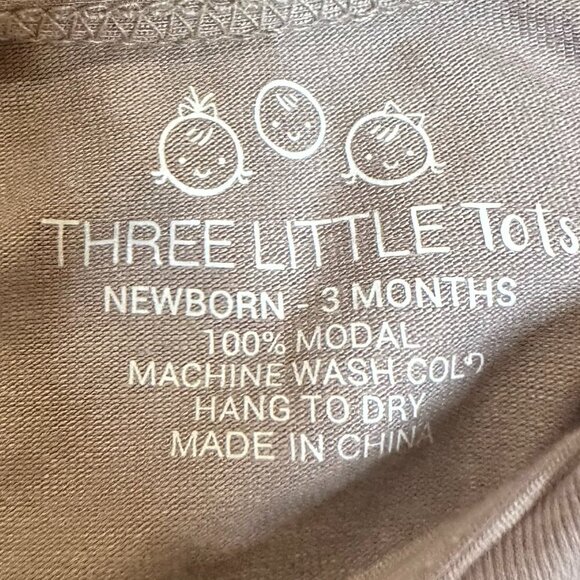 THREE LITTLE Tots
NEWBORN - 3 MONTHS
100% MODAL
MACHINE WASH COLD
HANG TO DRY
MADE IN CHINA